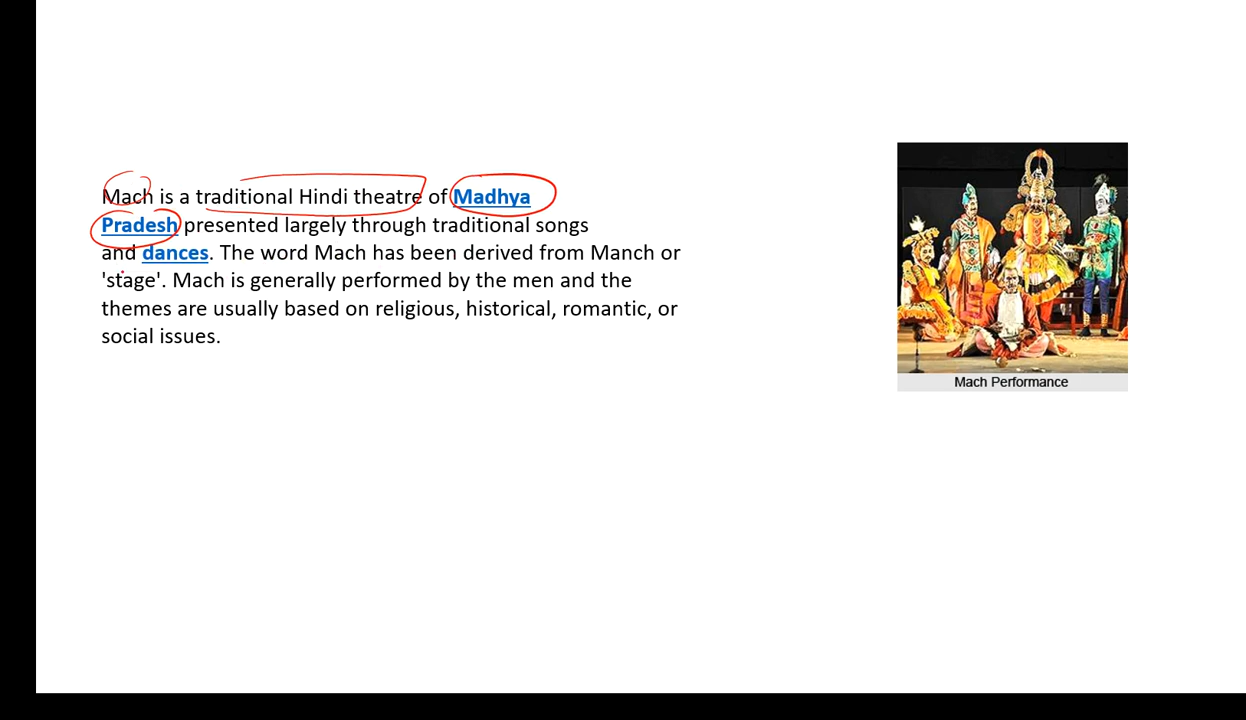 Mach is a traditional Hindi theatre of Madhya
Pradesh presented largely through traditional songs
and dances. The word Mach has been derived from Manch or
'stage'. Mach is generally performed by the men and the
themes are usually based on religious, historical, romantic, or
social issues.
Mach Performance